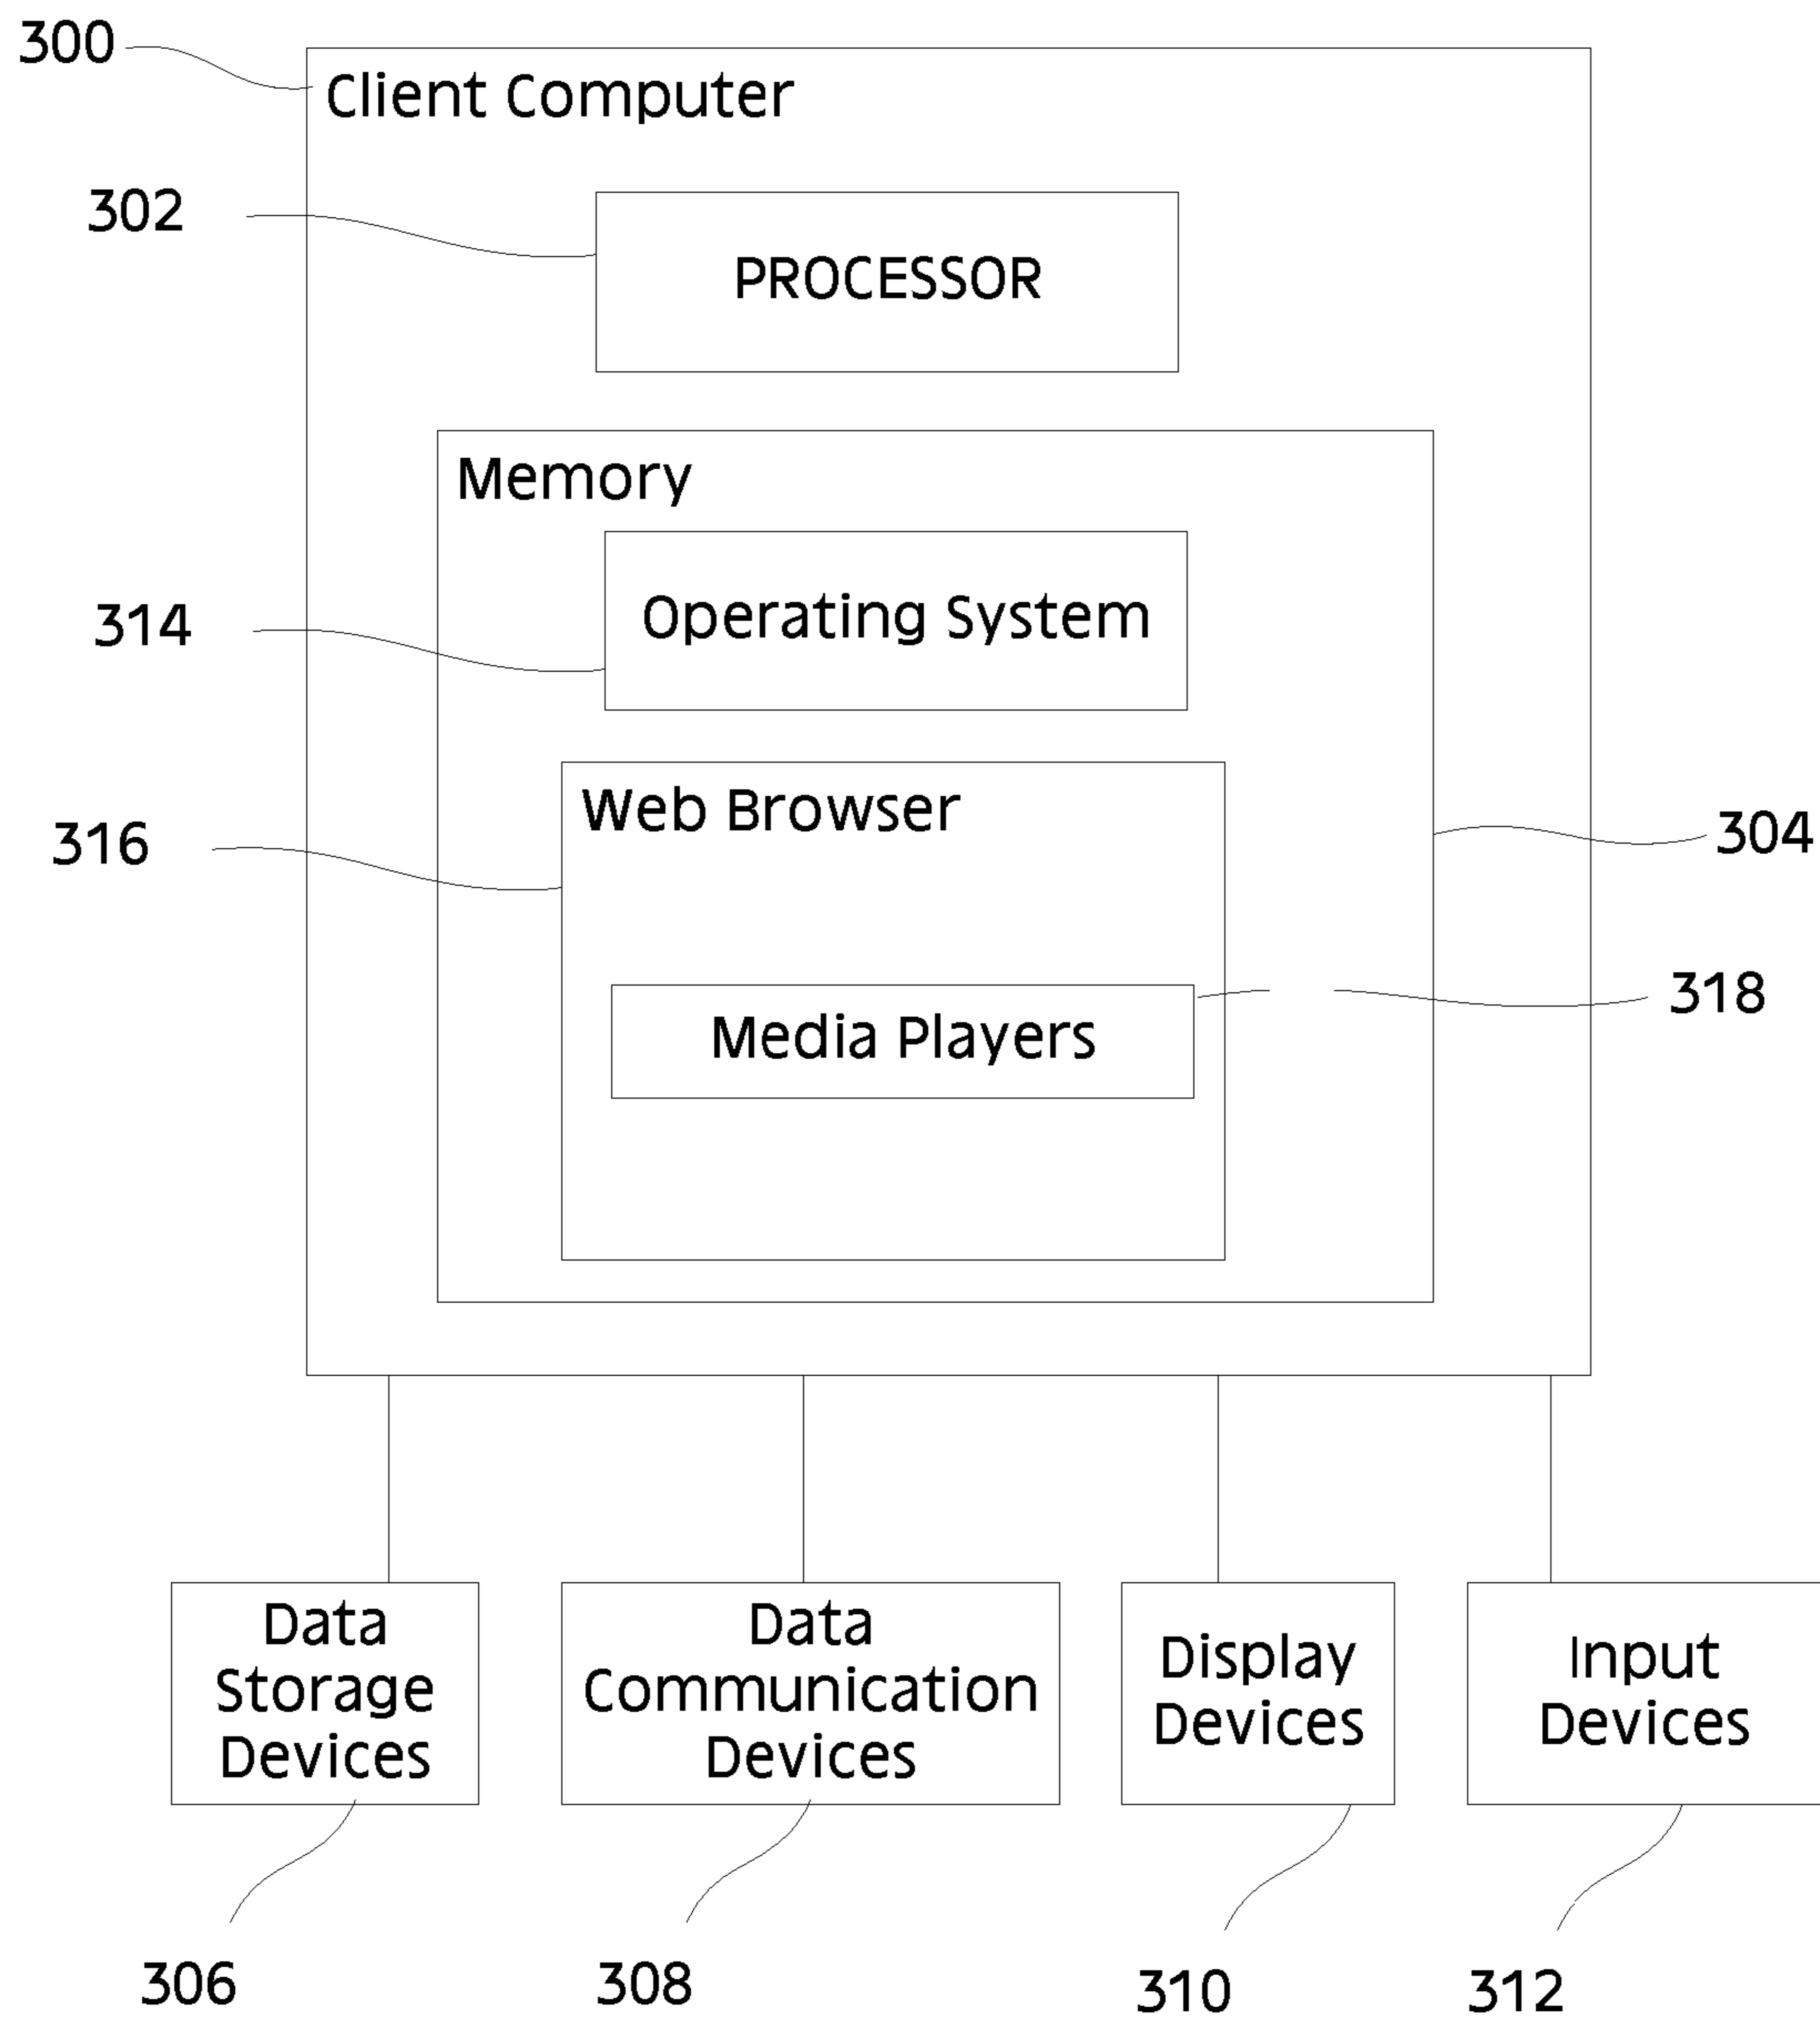 300
Client Computer
302
PROCESSOR
Memory
314
Operating System
316
Web Browser
304
318
Media Players
Data
Storage
Devices
Data
Communication
Devices
Display
Devices
Input
Devices
306
308
310
312